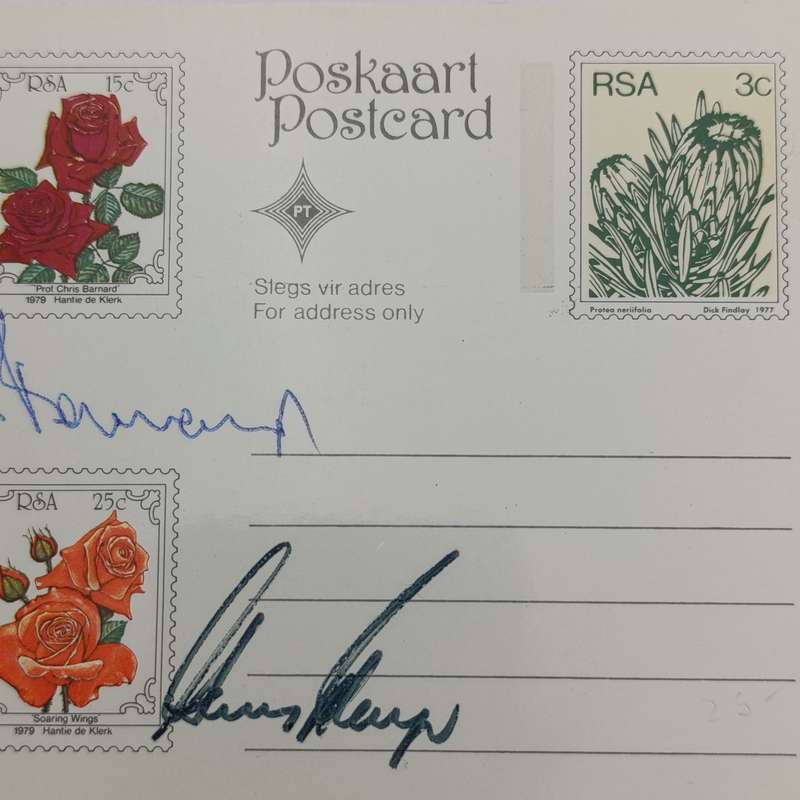 RSA 15c
'Prof Chris Barnard'
1979 Hantie de Klerk
Poskaart
Postcard
PT
Slegs vir adres
For address only
RSA 3c
Protea neriifolia Dick Findlay 1977
RSA 25c
'Soaring Wings'
1979 Hantie de Klerk